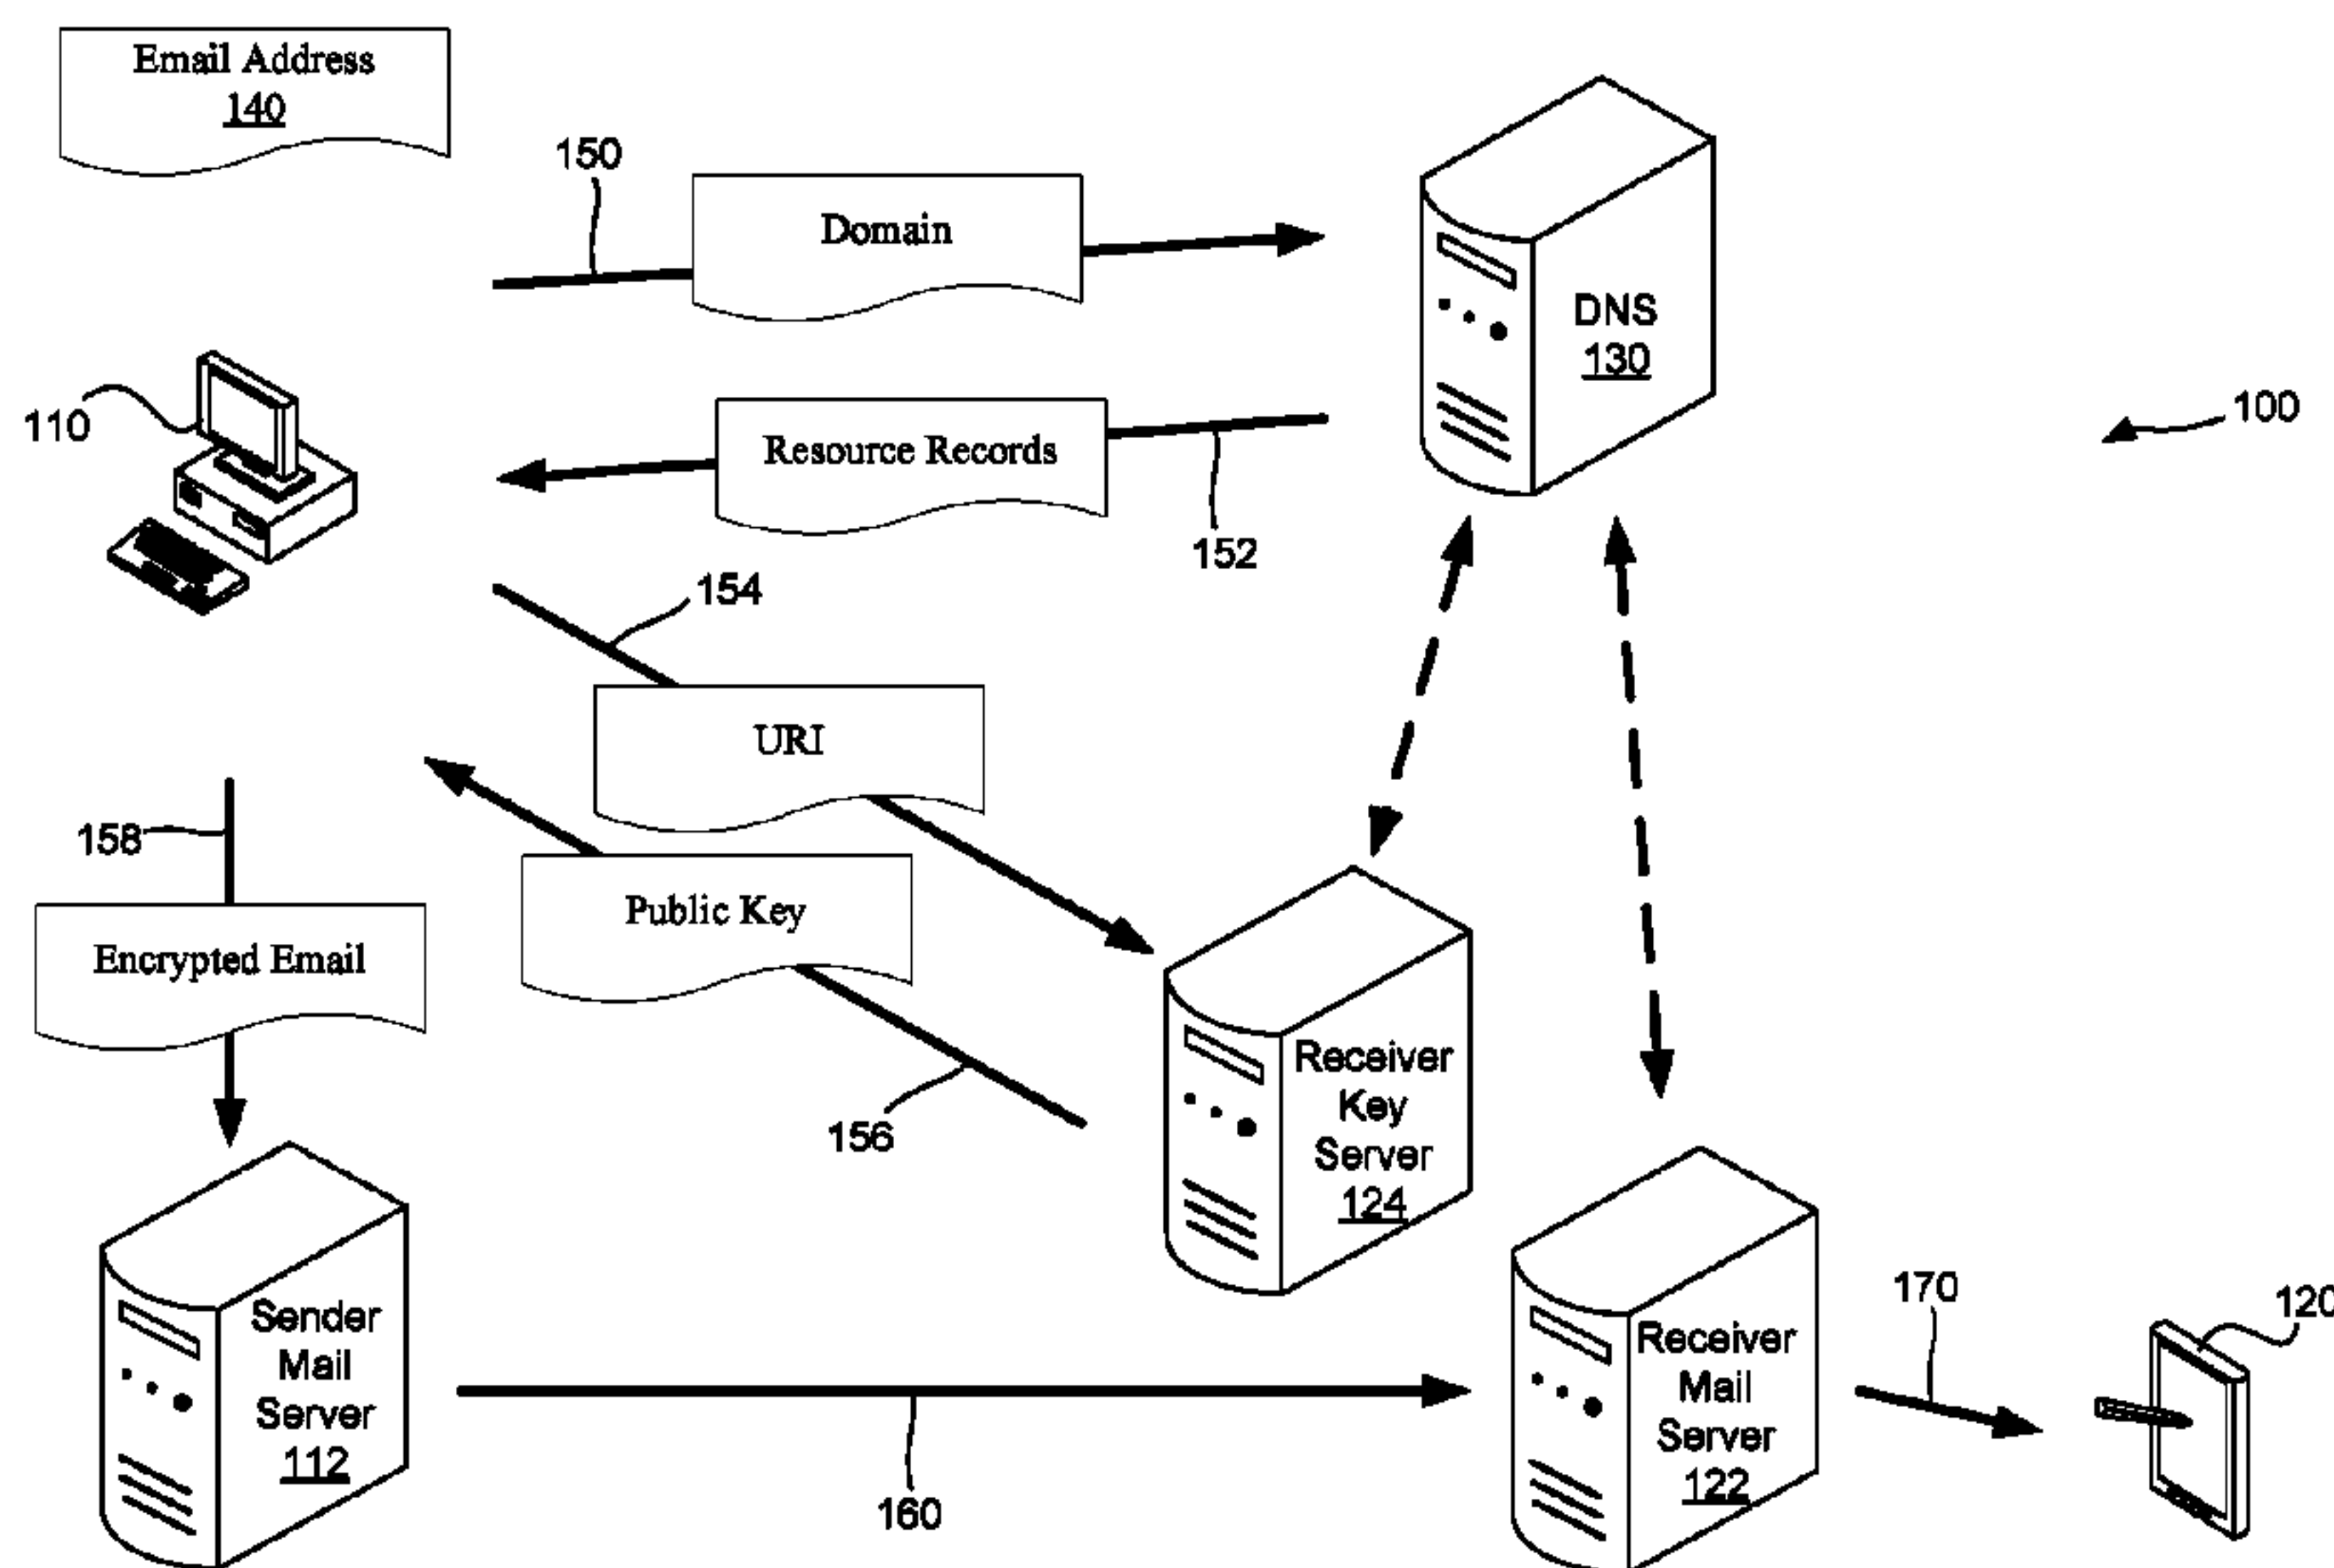 Email Address
140
150
Domain
DNS
130
110
100
Resource Records
152
154
URI
158
Public Key
Encrypted Email
156
Receiver
Key
Server
124
Sender
Mail
Server
112
160
Receiver
Mail
Server
122
170
120